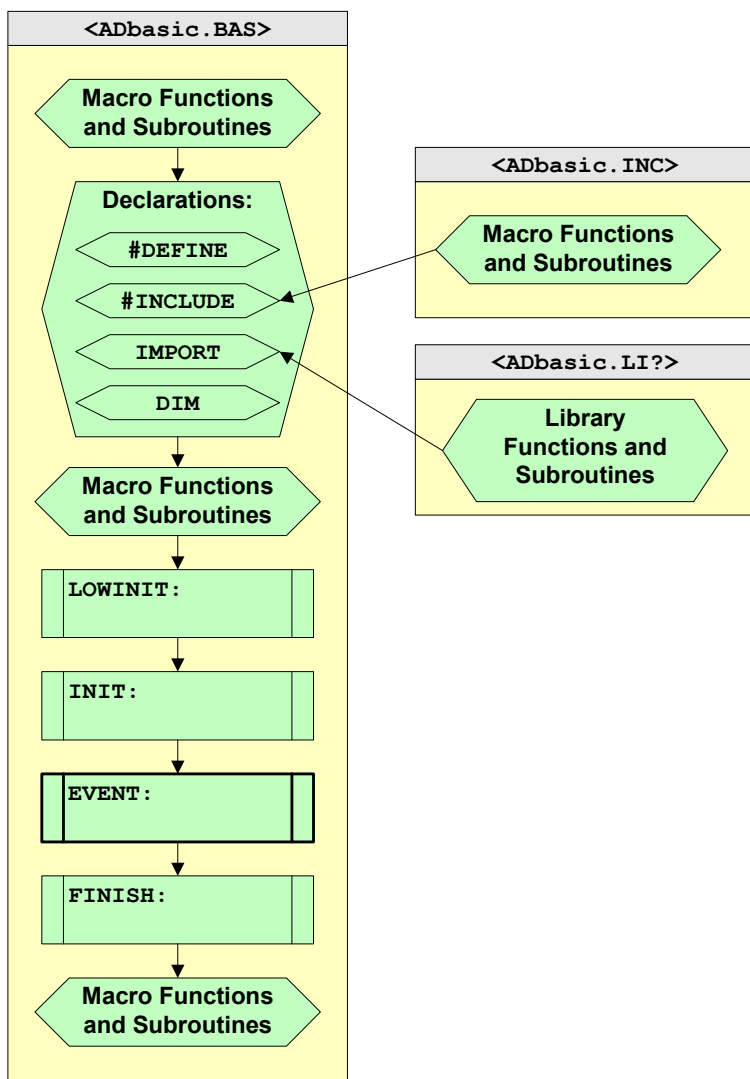 <ADbasic.BAS>
Macro Functions
and Subroutines
Declarations:
#DEFINE
#INCLUDE
IMPORT
DIM
Macro Functions
and Subroutines
LOWINIT:
INIT:
EVENT:
FINISH:
Macro Functions
and Subroutines
<ADbasic.INC>
Macro Functions
and Subroutines
<ADbasic.LI?>
Library
Functions and
Subroutines